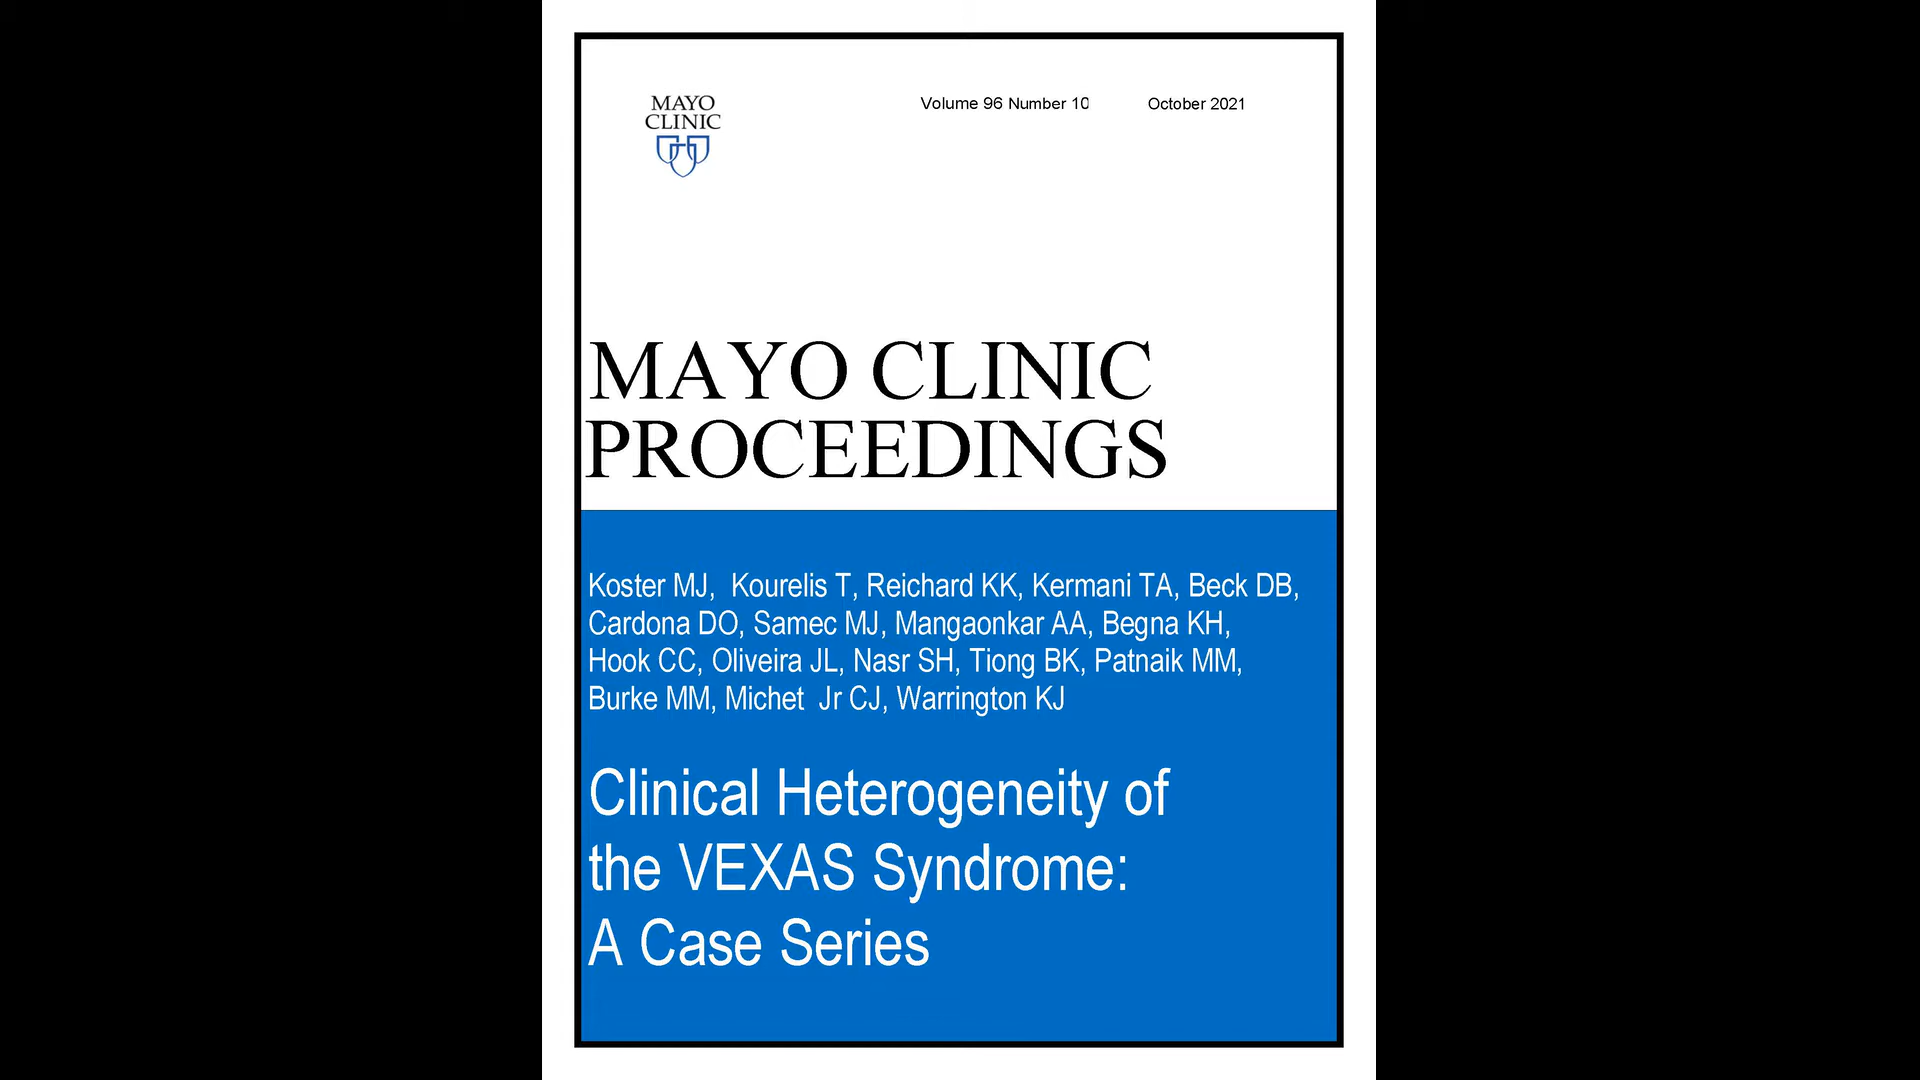 MAYO
CLINIC
Volume 96 Number 10 October 2021
MAYO CLINIC
PROCEEDINGS
Koster MJ, Kourelis T, Reichard KK, Kermani TA, Beck DB,
Cardona DO, Samec MJ, Mangaonkar AA, Begna KH,
Hook CC, Oliveira JL, Nasr SH, Tiong BK, Patnaik MM,
Burke MM, Michet Jr CJ, Warrington KJ
Clinical Heterogeneity of
the VEXAS Syndrome:
A Case Series